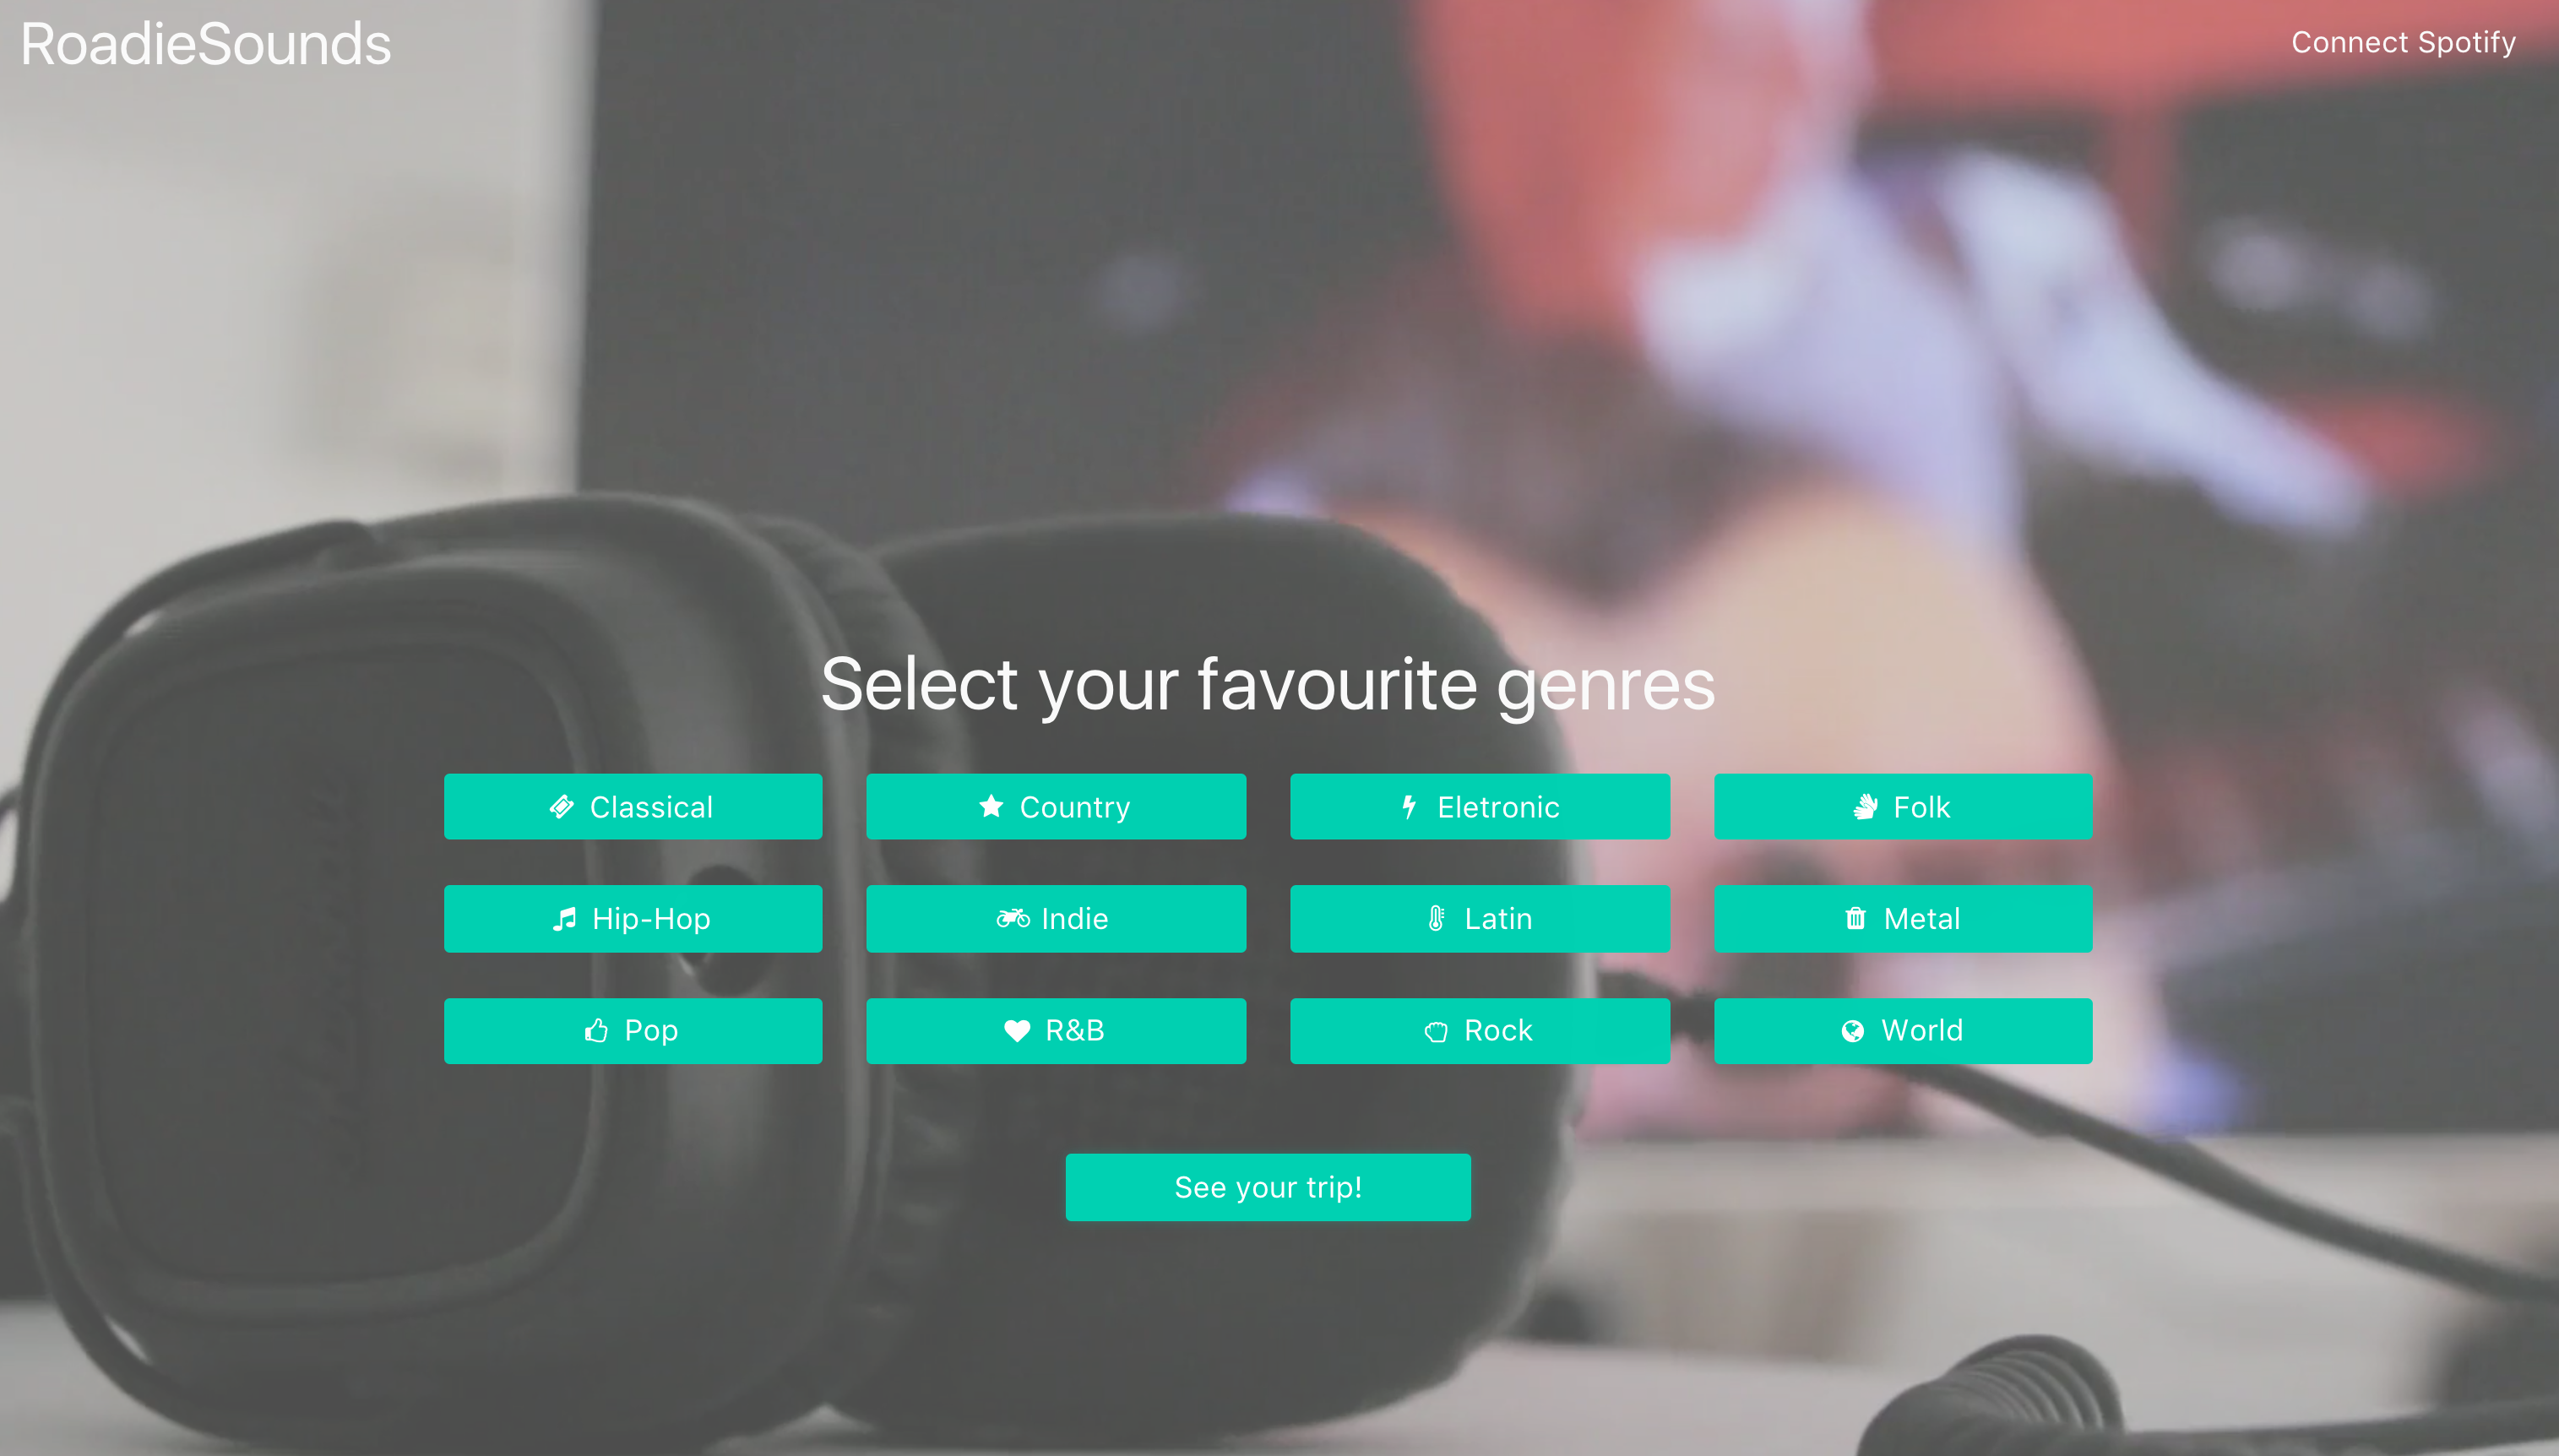 RoadieSounds
Connect Spotify
Select your favourite genres
Classical
Country
Eletronic
Folk
Hip-Hop
Indie
Latin
Metal
Pop
R&B
Rock
World
See your trip!